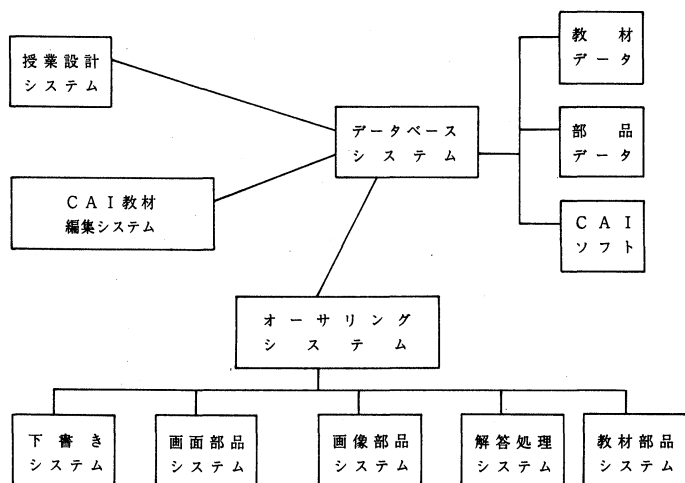 授業設計
システム
CAI教材
編集システム
データベース
システム
教材
データ
部品
データ
CAI
ソフト
オーサリング
システム
下書き
システム
画面部品
システム
画像部品
システム
解答処理
システム
教材部品
システム